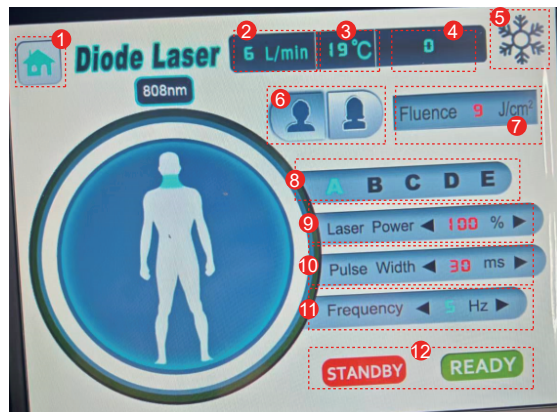 1
2
3
4
5
Diode Laser
6 L/min
19°C
0
808nm
6
Fluence 9 J/cm²
7
8
A B C D E
9
Laser Power ◀ 100 % ▶
10
Pulse Width ◀ 30 ms ▶
11
Frequency ◀ 5 Hz ▶
12
STANDBY
READY